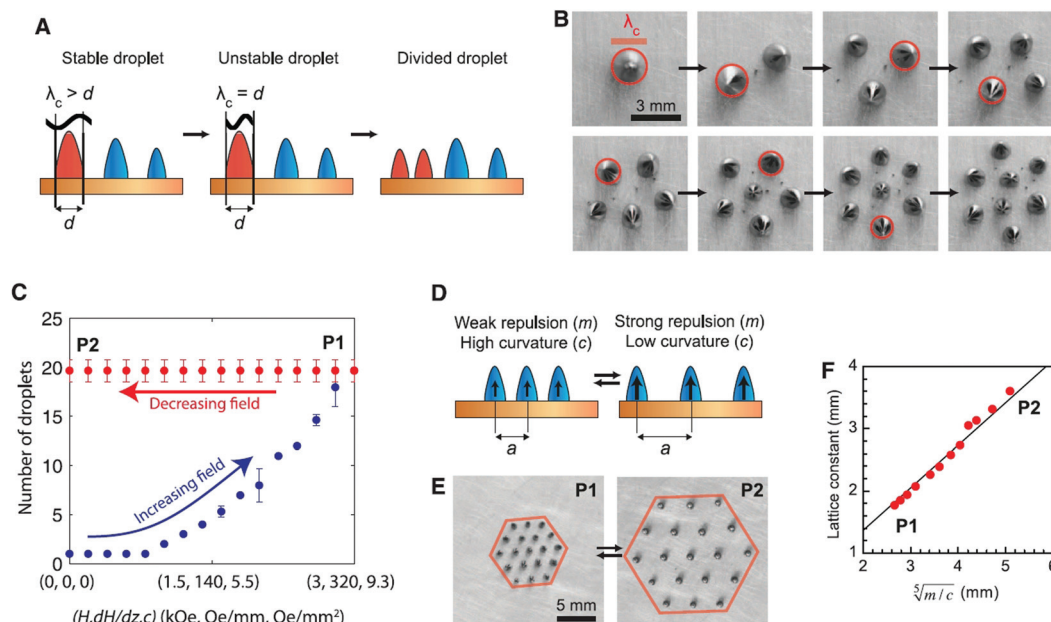 A
Stable droplet
Unstable droplet
Divided droplet
λc > d
λc = d
d
d
B
λc
3 mm
C
25
20
15
10
5
0
Number of droplets
P2
P1
Decreasing field
Increasing field
(0, 0, 0)
(1.5, 140, 5.5)
(3, 320, 9.3)
(H,dH/dz,c) (kOe, Oe/mm, Oe/mm²)
D
Weak repulsion (m)
High curvature (c)
Strong repulsion (m)
Low curvature (c)
a
a
E
P1
P2
5 mm
F
4
3
2
1
Lattice constant (mm)
P2
P1
2
3
4
5
6
⁵√m/c (mm)